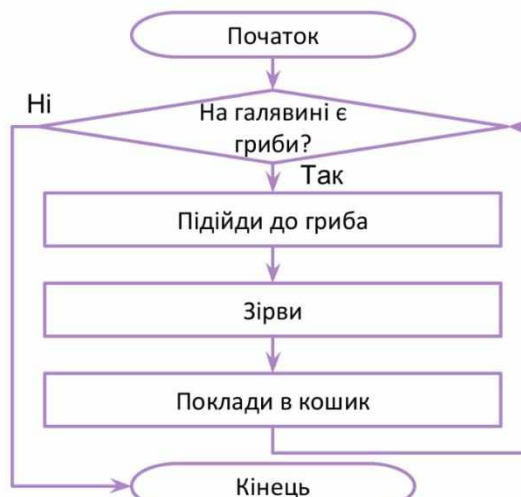 Початок
На галявині є
гриби?
Ні
Так
Підійди до гриба
Зірви
Поклади в кошик
Кінець